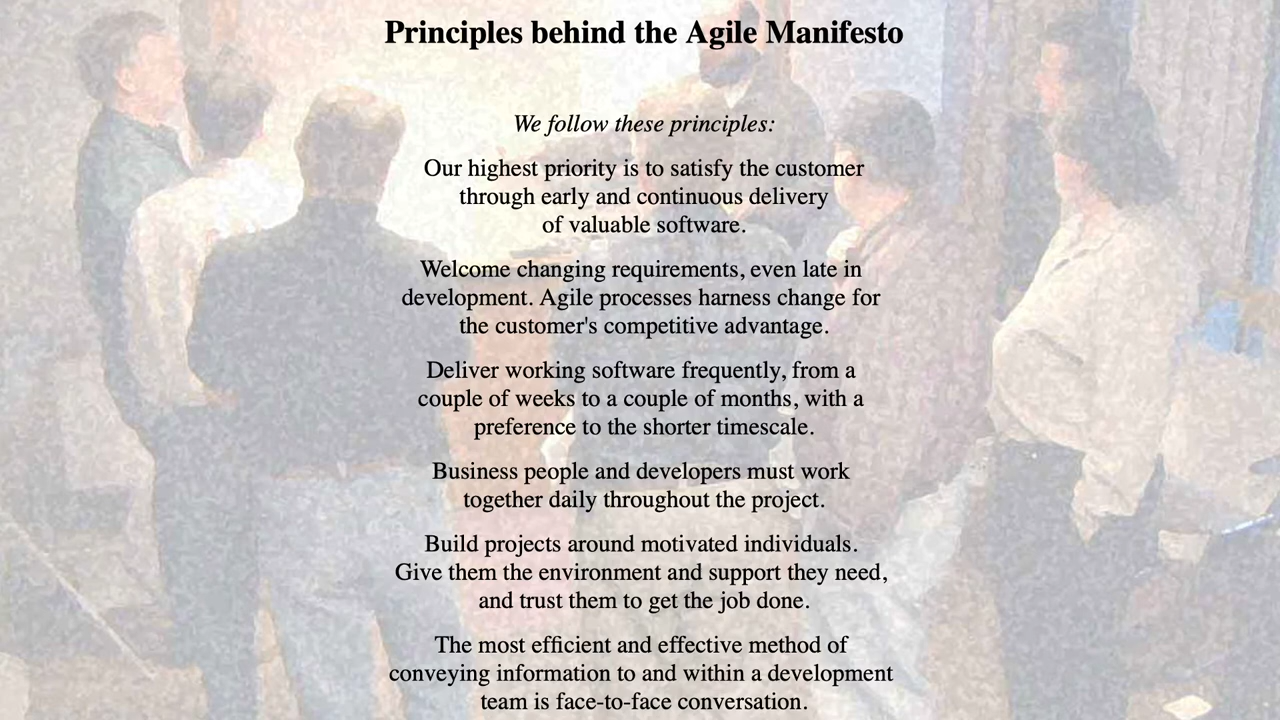 Principles behind the Agile Manifesto
We follow these principles:
Our highest priority is to satisfy the customer
through early and continuous delivery
of valuable software.
Welcome changing requirements, even late in
development. Agile processes harness change for
the customer's competitive advantage.
Deliver working software frequently, from a
couple of weeks to a couple of months, with a
preference to the shorter timescale.
Business people and developers must work
together daily throughout the project.
Build projects around motivated individuals.
Give them the environment and support they need,
and trust them to get the job done.
The most efficient and effective method of
conveying information to and within a development
team is face-to-face conversation.